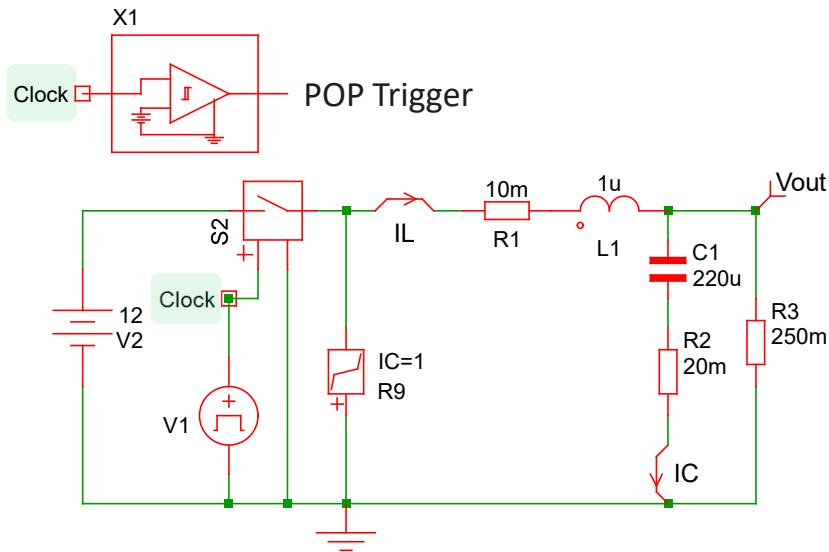 X1
Clock
POP Trigger
S2
IL
10m
R1
1u
L1
Vout
C1
220u
Clock
12
V2
V1
IC=1
R9
R2
20m
R3
250m
IC